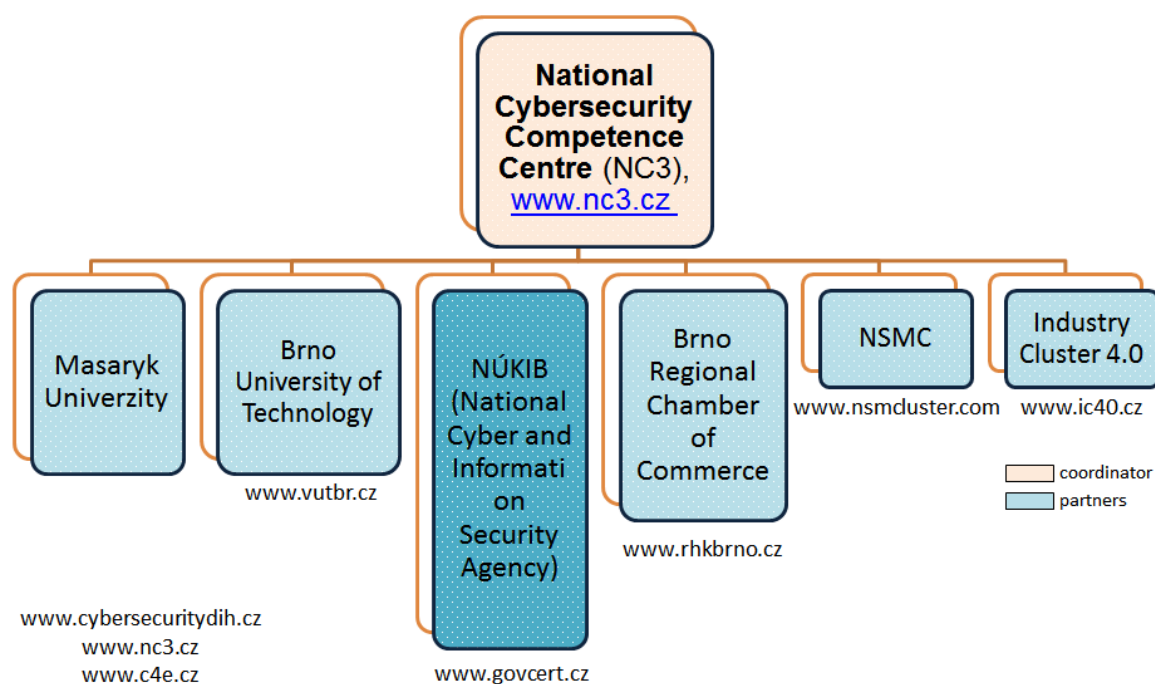 National
Cybersecurity
Competence
Centre (NC3),
www.nc3.cz
Masaryk
Univerzity
Brno
University of
Technology
www.vutbr.cz
NÚKIB
(National
Cyber and
Informati
on
Security
Agency)
www.govcert.cz
Brno
Regional
Chamber
of
Commerce
www.rhkbrno.cz
NSMC
www.nsmcluster.com
Industry
Cluster 4.0
www.ic40.cz
coordinator
partners
www.cybersecuritydih.cz
www.nc3.cz
www.c4e.cz